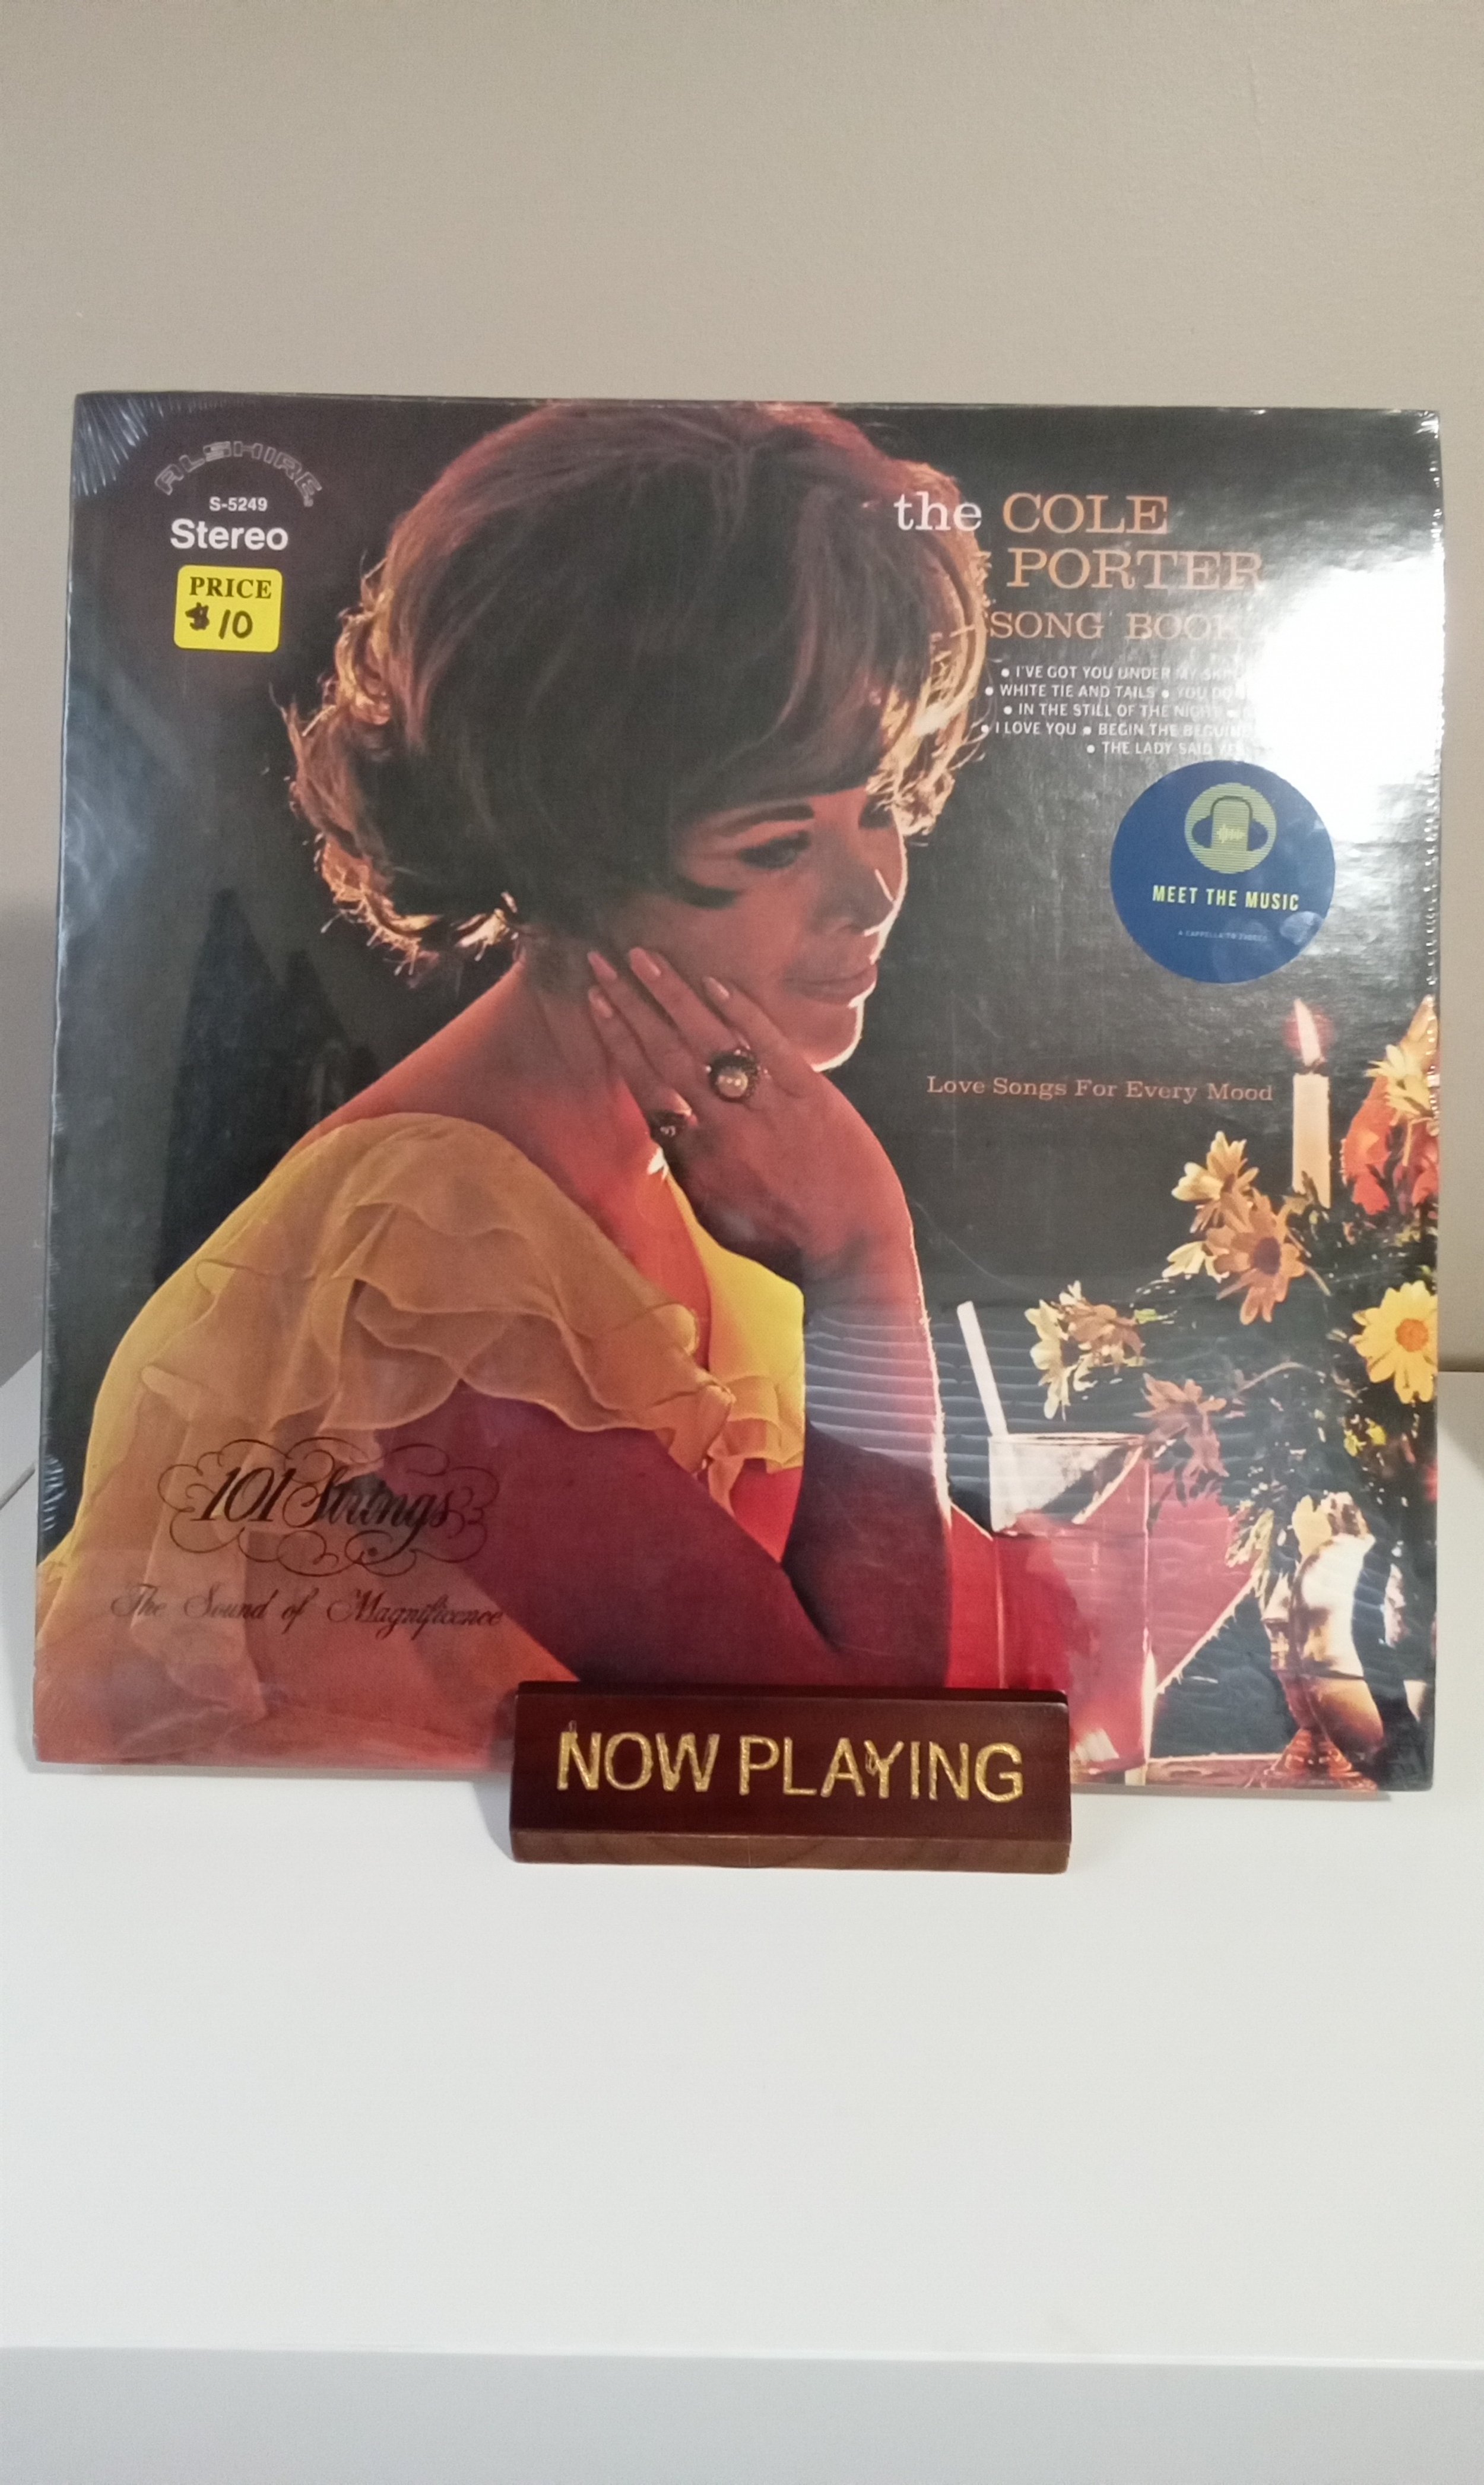 ALSHIRE
S-5249
Stereo
PRICE
$10
the COLE
PORTER
SONG BOOK
• I'VE GOT YOU UNDER MY
• WHITE TIE AND TAILS • YOU DO
• IN THE STILL OF THE NIGHT •
• I LOVE YOU • BEGIN THE BEGUINE
• THE LADY SAID
MEET THE MUSIC
Love Songs For Every Mood
101 Strings
The Sound of Magnificence
NOW PLAYING